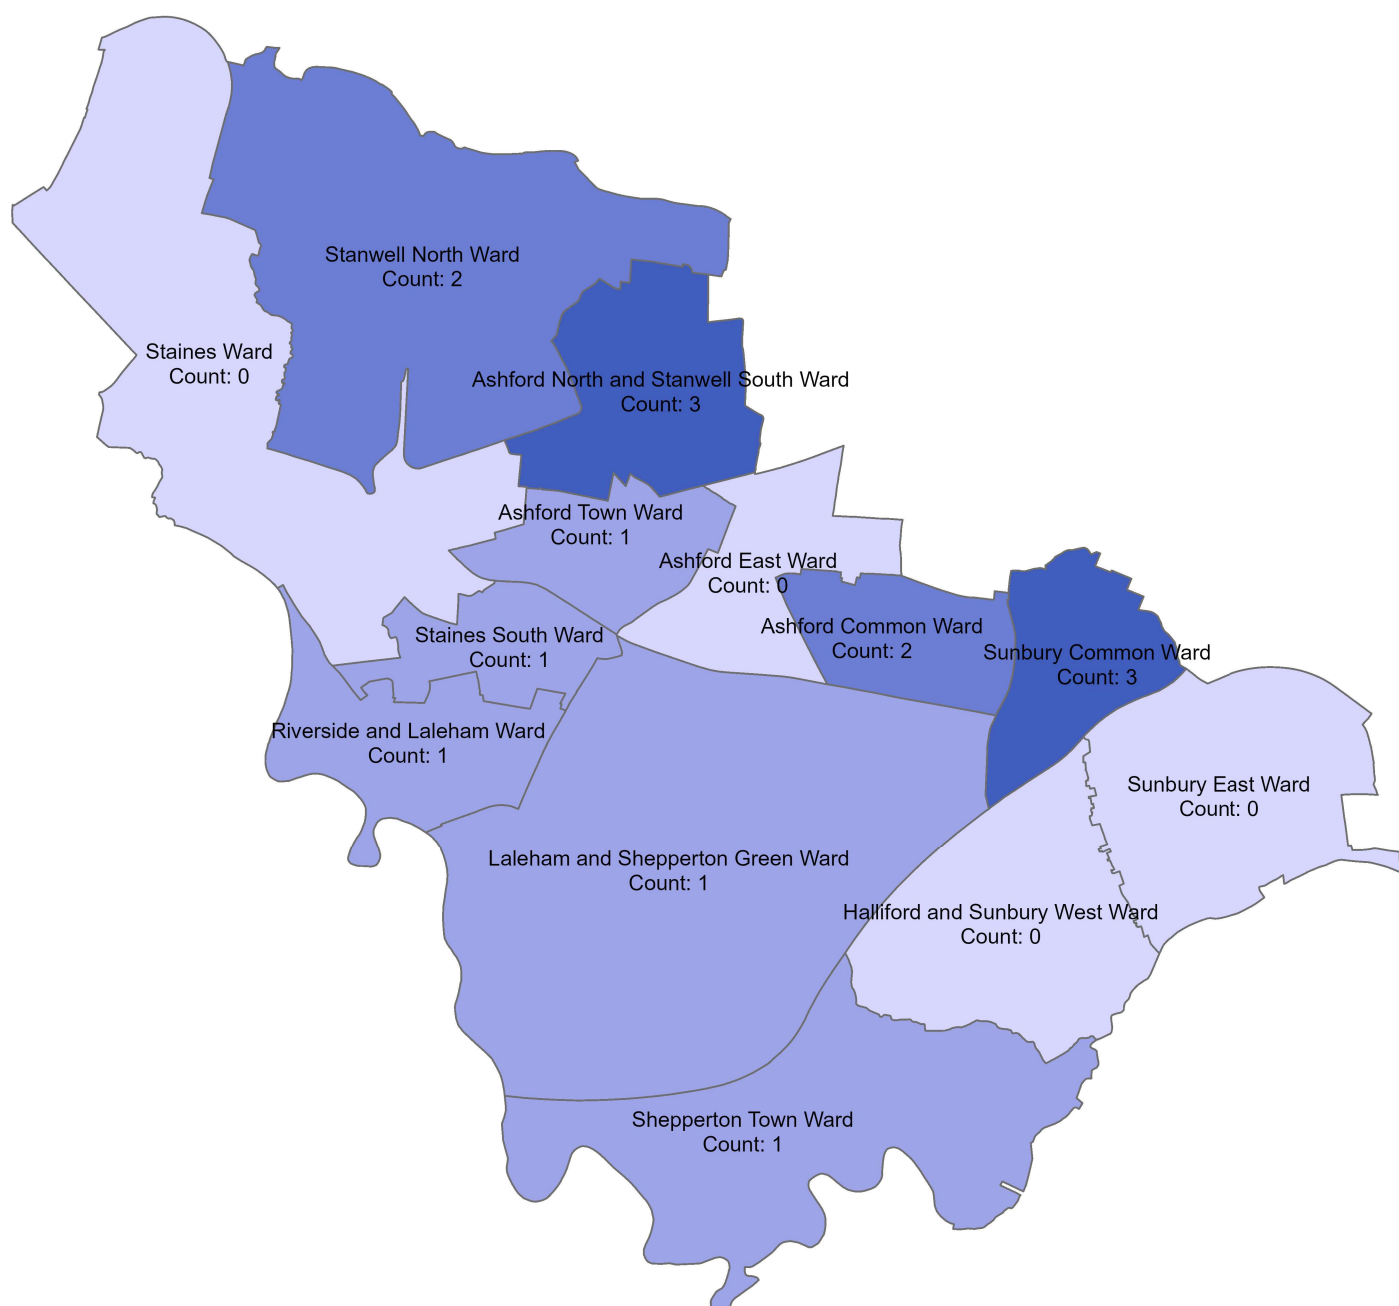 Stanwell North Ward
Count: 2
Staines Ward
Count: 0
Ashford North and Stanwell South Ward
Count: 3
Ashford Town Ward
Count: 1
Ashford East Ward
Count: 0
Ashford Common Ward
Count: 2
Staines South Ward
Count: 1
Sunbury Common Ward
Count: 3
Riverside and Laleham Ward
Count: 1
Sunbury East Ward
Count: 0
Laleham and Shepperton Green Ward
Count: 1
Halliford and Sunbury West Ward
Count: 0
Shepperton Town Ward
Count: 1